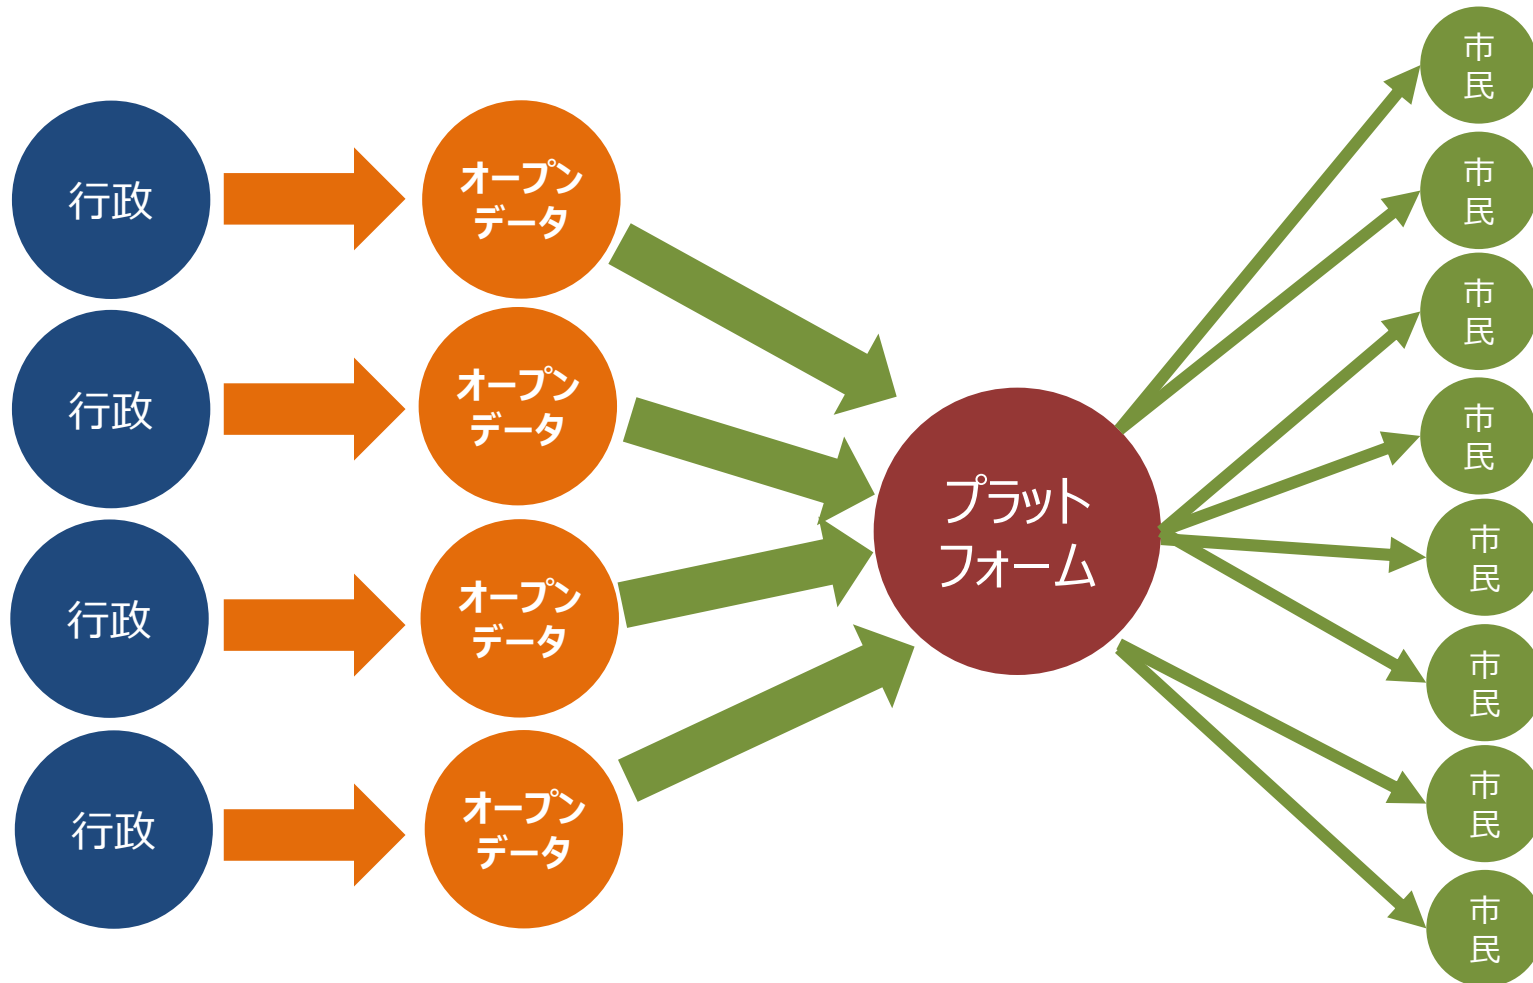 行政
オープン
データ
行政
オープン
データ
行政
オープン
データ
行政
オープン
データ
プラット
フォーム
市
民
市
民
市
民
市
民
市
民
市
民
市
民
市
民